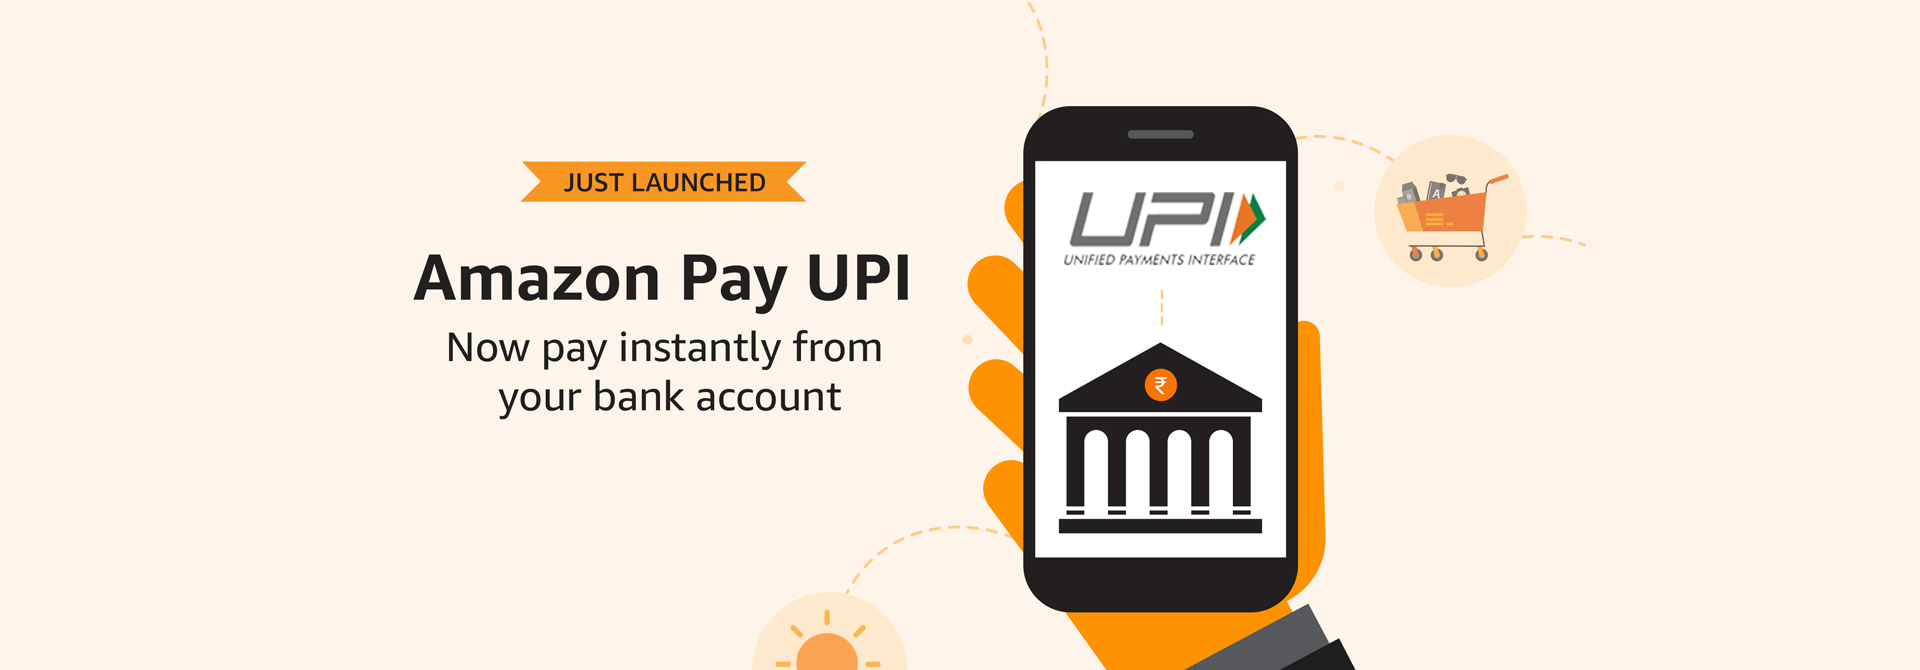 JUST LAUNCHED
Amazon Pay UPI
Now pay instantly from
your bank account
UPI
UNIFIED PAYMENTS INTERFACE
₹
A